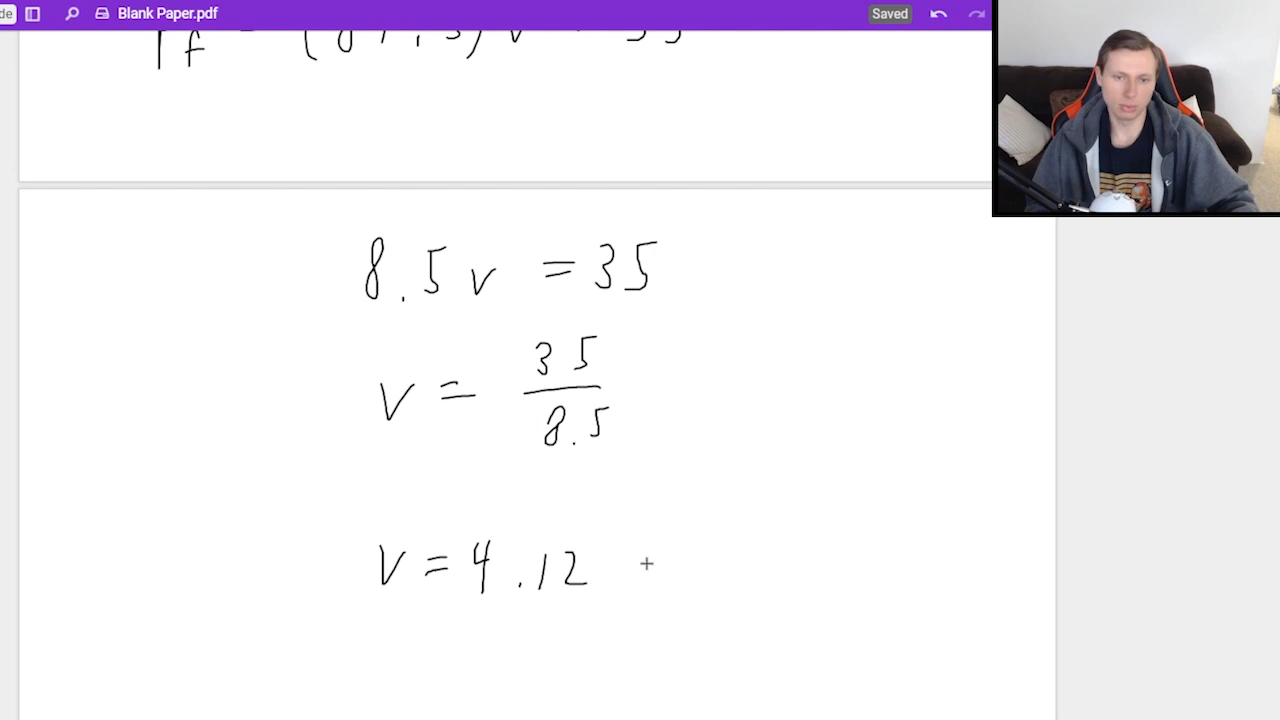 Blank Paper.pdf
Saved
8.5v = 35
v = 35/8.5
v = 4.12